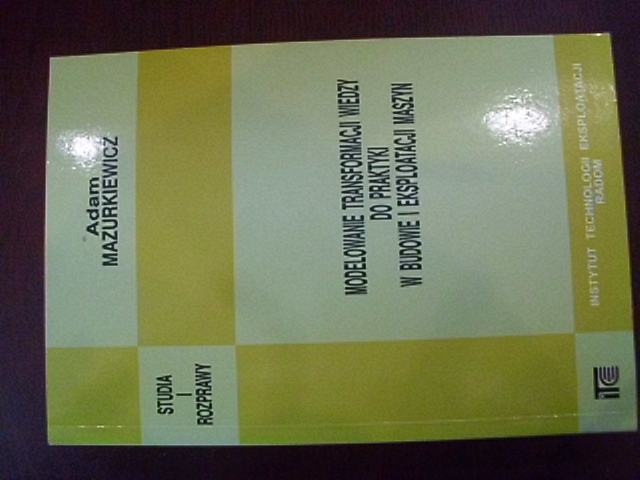 Adam
MAZURKIEWICZ
STUDIA
I
ROZPRAWY
MODELOWANIE TRANSFORMACJI WIEDZY
DO PRAKTYKI
W BUDOWIE I EKSPLOATACJI MASZYN
INSTYTUT TECHNOLOGII EKSPLOATACJI
RADOM
ITE